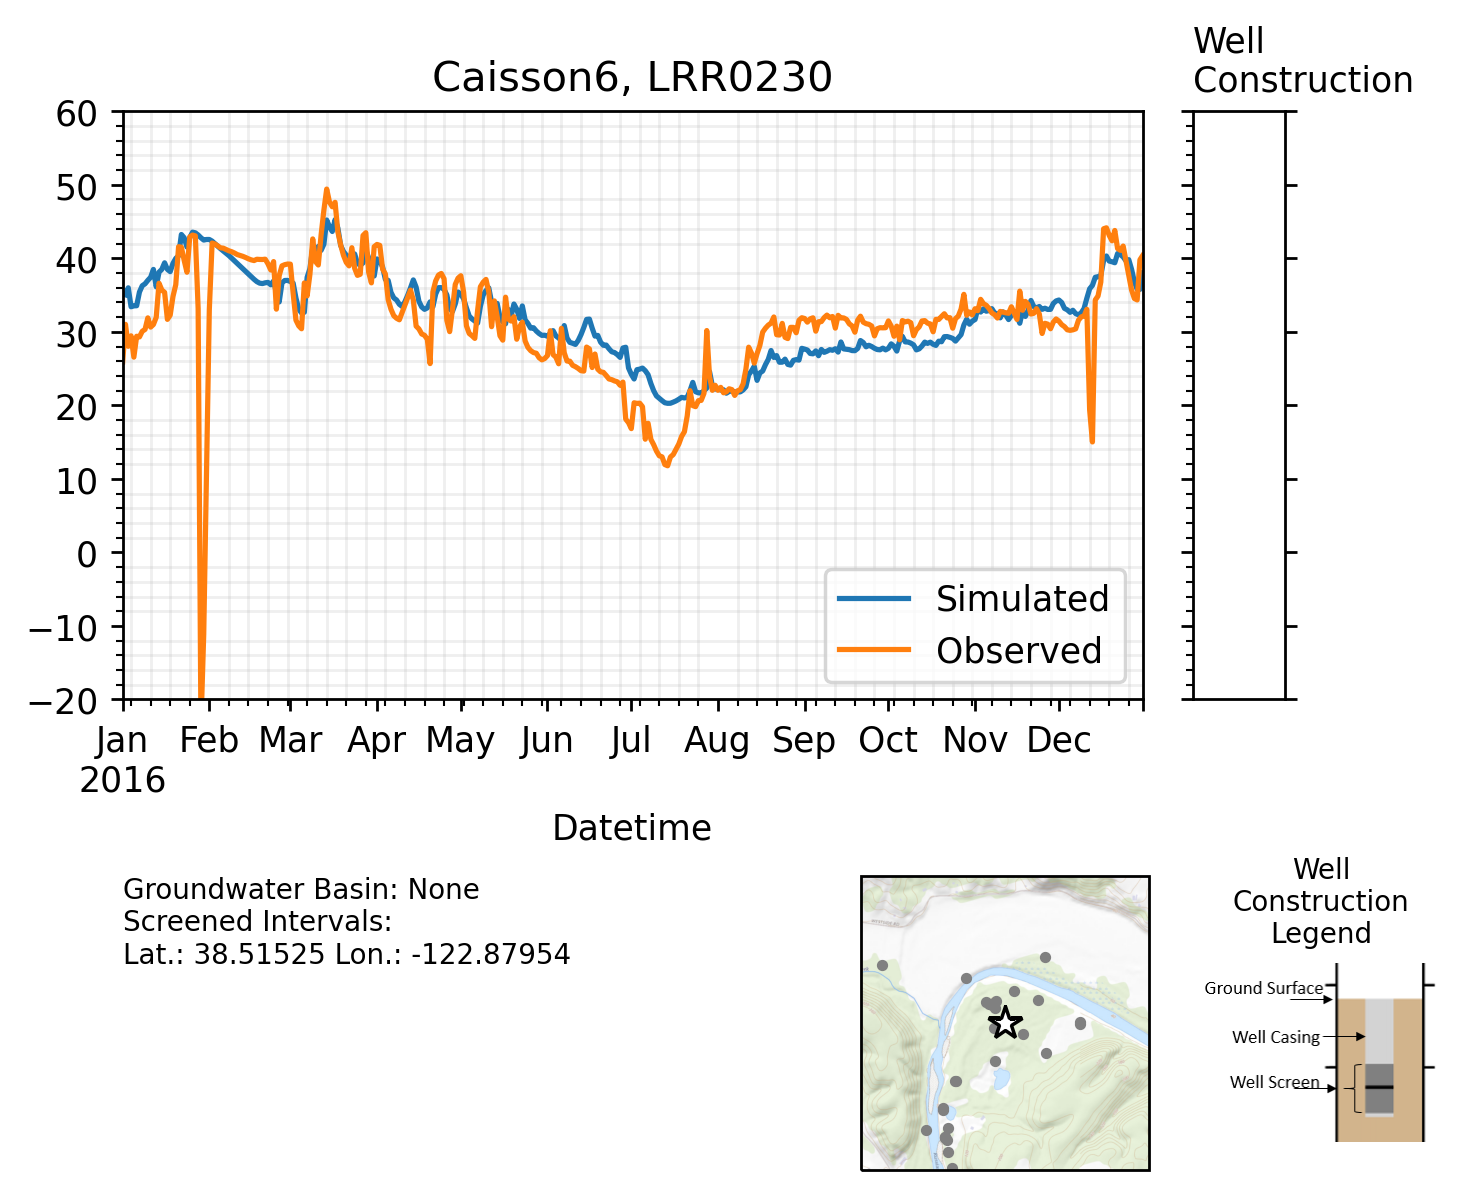 Well
Construction
Caisson6, LRR0230
60
50
40
30
20
10
0
−10
−20
Simulated
Observed
Jan Feb Mar Apr May Jun Jul Aug Sep Oct Nov Dec
2016
Datetime
Groundwater Basin: None
Screened Intervals:
Lat.: 38.51525 Lon.: -122.87954
Well
Construction
Legend
Ground Surface
Well Casing
Well Screen